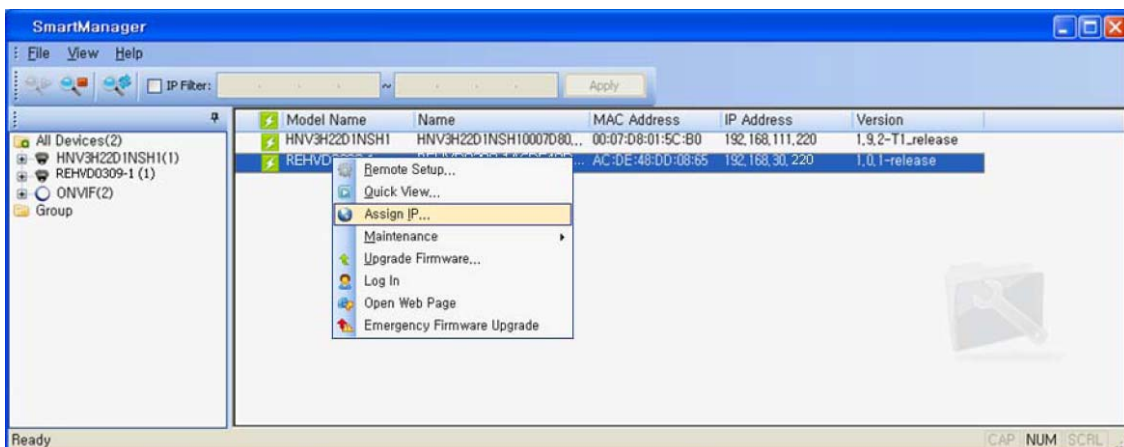 SmartManager
File View Help
IP Filter: . . . ~ . . . Apply
All Devices(2)
HNV3H22D1NSH1(1)
REHVD0309-1 (1)
ONVIF(2)
Group
Model Name Name MAC Address IP Address Version
HNV3H22D1NSH1 HNV3H22D1NSH10007D80... 00:07:D8:01:5C:B0 192,168,111,220 1,9,2-T1_release
... AC:DE:48:DD:08:65 192,168,30, 220 1,0,1-release
Remote Setup...
Quick View...
Assign IP...
Maintenance
Upgrade Firmware...
Log In
Open Web Page
Emergency Firmware Upgrade
Ready
CAP NUM SCRL